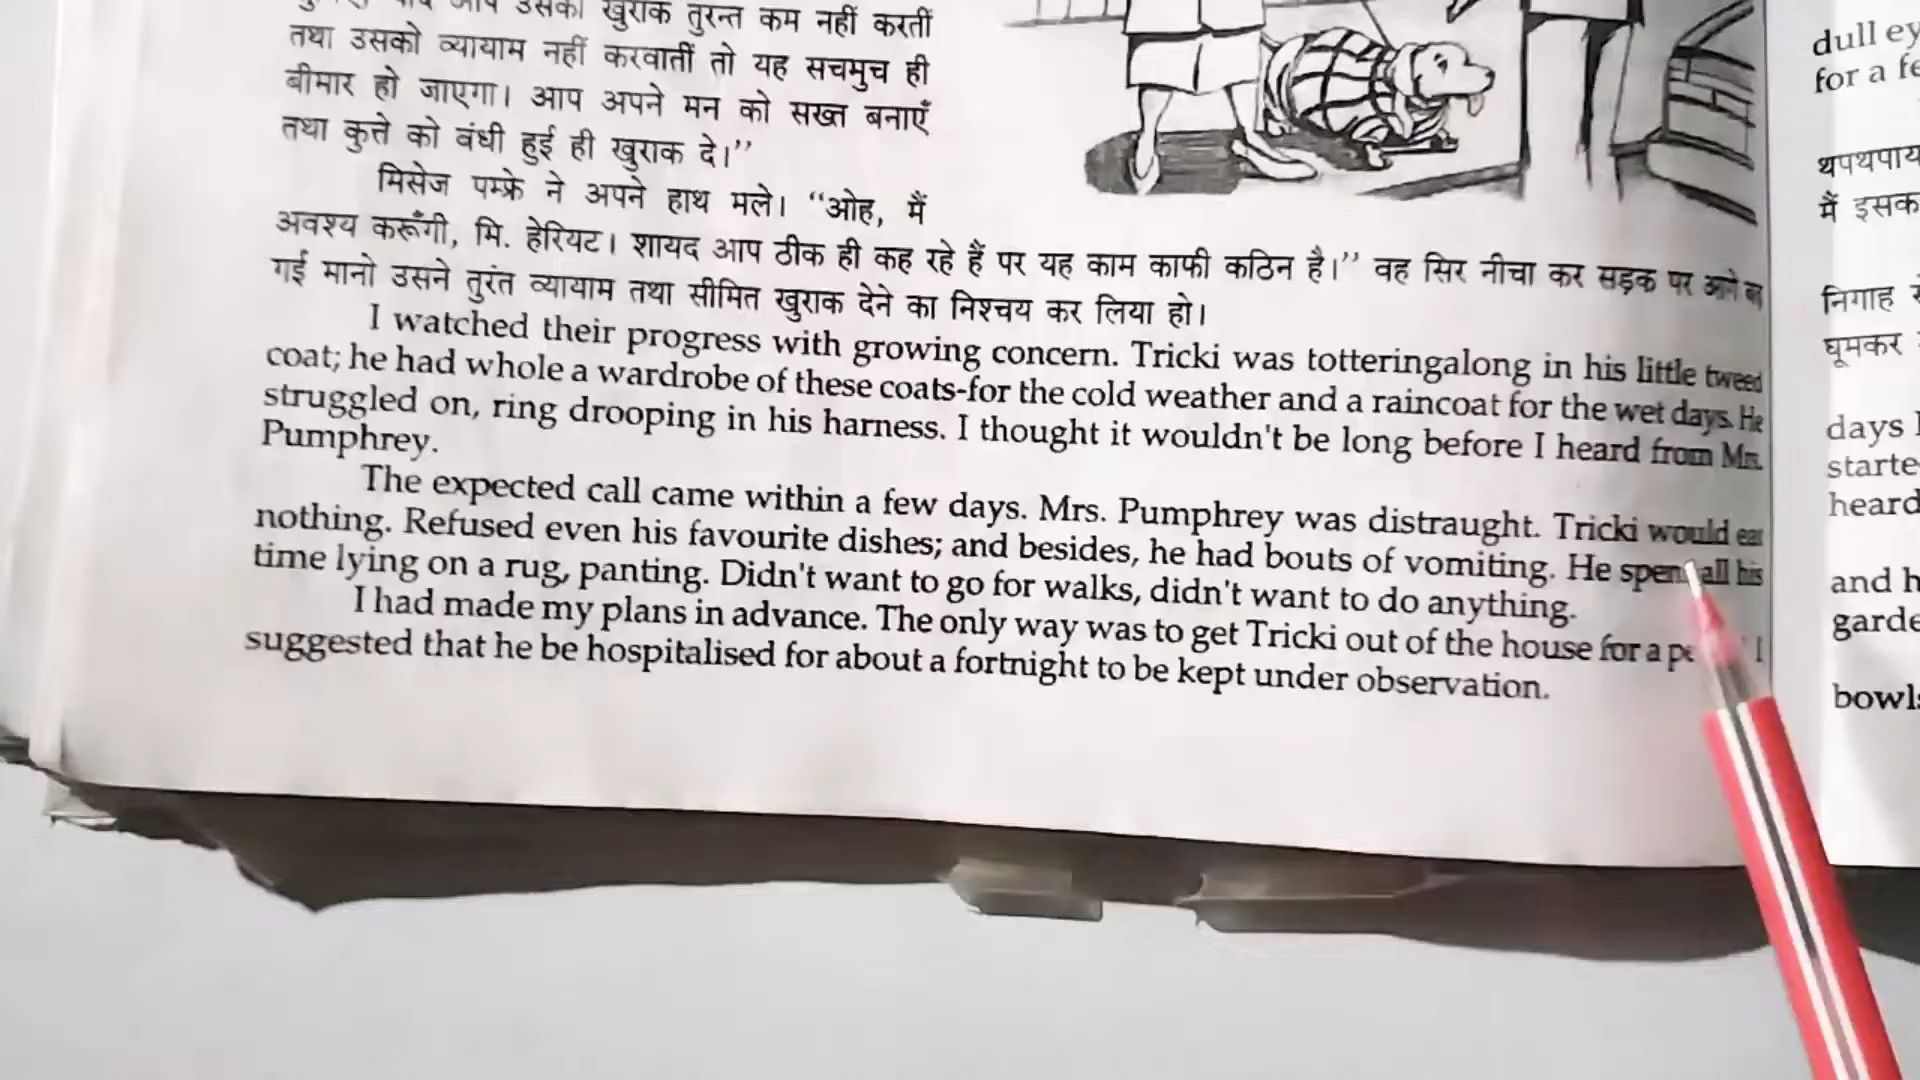 उसकी खुराक तुरन्त कम नहीं करतीं
तथा उसको व्यायाम नहीं करवातीं तो यह सचमुच ही
बीमार हो जाएगा। आप अपने मन को सख्त बनाएँ
तथा कुत्ते को वंधी हुई ही खुराक दे।”
मिसेज पम्फ्रे ने अपने हाथ मले। “ओह, मैं
अवश्य करूँगी, मि. हेरियट। शायद आप ठीक ही कह रहे हैं पर यह काम काफी कठिन है।” वह सिर नीचा कर सड़क पर आगे बढ़
गई मानो उसने तुरंत व्यायाम तथा सीमित खुराक देने का निश्चय कर लिया हो।
I watched their progress with growing concern. Tricki was totteringalong in his little tweed
coat; he had whole a wardrobe of these coats-for the cold weather and a raincoat for the wet days. He
struggled on, ring drooping in his harness. I thought it wouldn't be long before I heard from Mrs.
Pumphrey.
The expected call came within a few days. Mrs. Pumphrey was distraught. Tricki would eat
nothing. Refused even his favourite dishes; and besides, he had bouts of vomiting. He spent all his
time lying on a rug, panting. Didn't want to go for walks, didn't want to do anything.
I had made my plans in advance. The only way was to get Tricki out of the house for a I
suggested that he be hospitalised for about a fortnight to be kept under observation.
dull
for a
मैं
घूमकर
days
heard
and